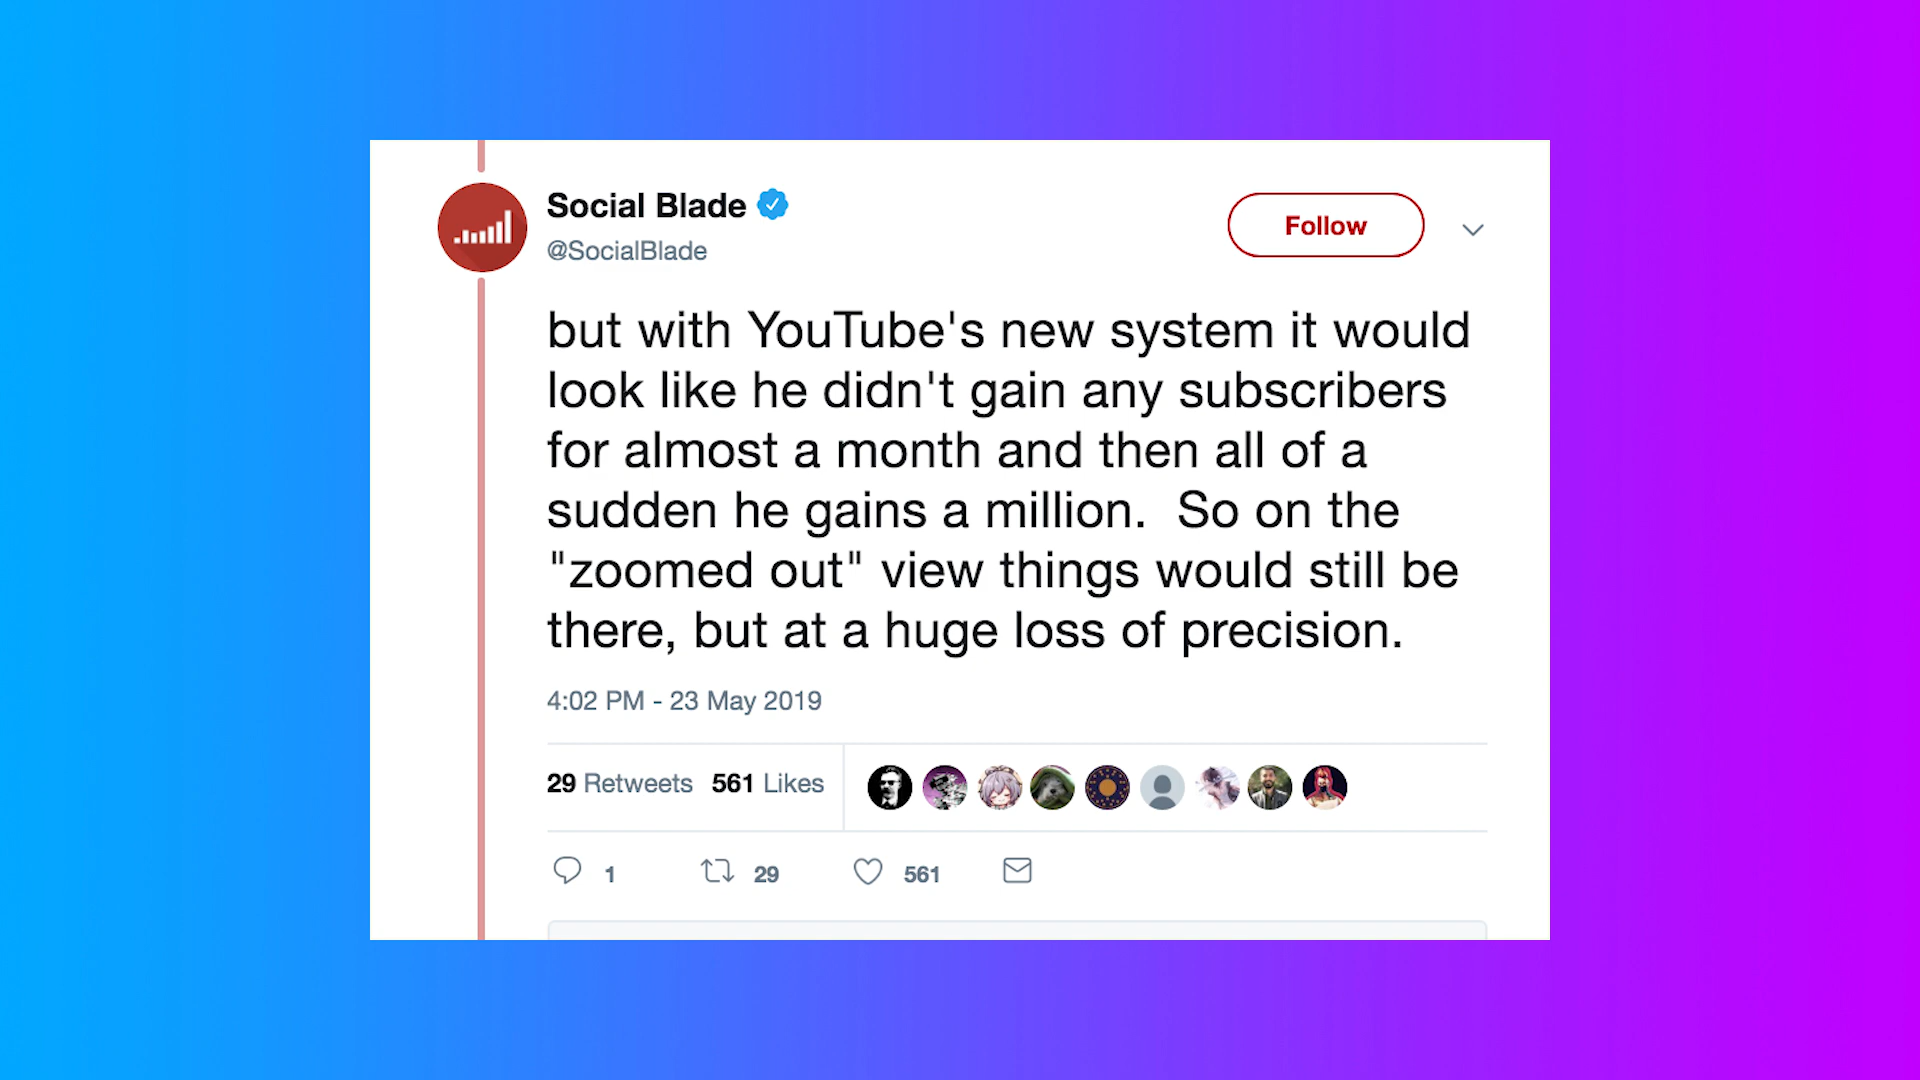 Social Blade
@SocialBlade
Follow
but with YouTube's new system it would
look like he didn't gain any subscribers
for almost a month and then all of a
sudden he gains a million.  So on the
"zoomed out" view things would still be
there, but at a huge loss of precision.
4:02 PM - 23 May 2019
29 Retweets 561 Likes
1 29 561